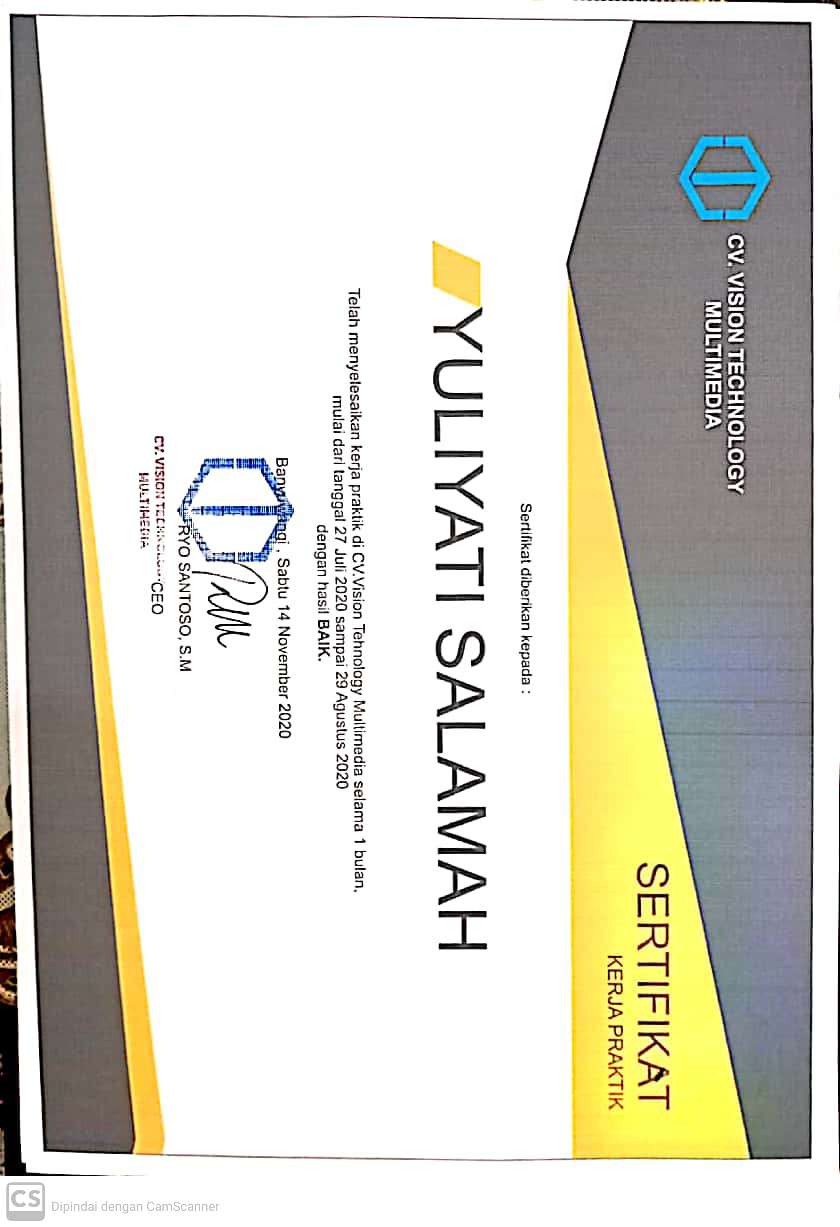 CV. VISION TECHNOLOGY
MULTIMEDIA
SERTIFIKAT
KERJA PRAKTIK
Sertifikat diberikan kepada :
YULIYATI SALAMAH
Telah menyelesaikan kerja praktik di CV.Vision Tehnology Multimedia selama 1 bulan,
mulai dari tanggal 27 Juli 2020 sampai 29 Agustus 2020
dengan hasil BAIK.
Banyuwangi , Sabtu 14 November 2020
RYO SANTOSO, S.M
CEO
CV. VISION TECHNOLOGY
MULTIMEDIA
CS Dipindai dengan CamScanner